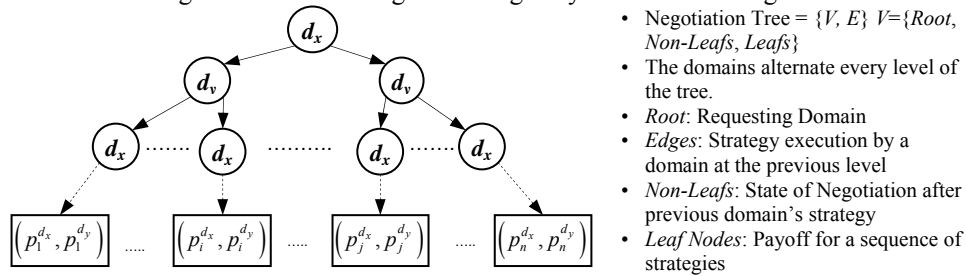 d_x
d_v d_v
d_x ....... d_x .......... d_x ....... d_x
(p_1^{d_x}, p_1^{d_y}) ..... (p_i^{d_x}, p_i^{d_y}) ..... (p_j^{d_x}, p_j^{d_y}) ..... (p_n^{d_x}, p_n^{d_y})
• Negotiation Tree = {V, E} V={Root,
Non-Leafs, Leafs}
• The domains alternate every level of
the tree.
• Root: Requesting Domain
• Edges: Strategy execution by a
domain at the previous level
• Non-Leafs: State of Negotiation after
previous domain's strategy
• Leaf Nodes: Payoff for a sequence of
strategies